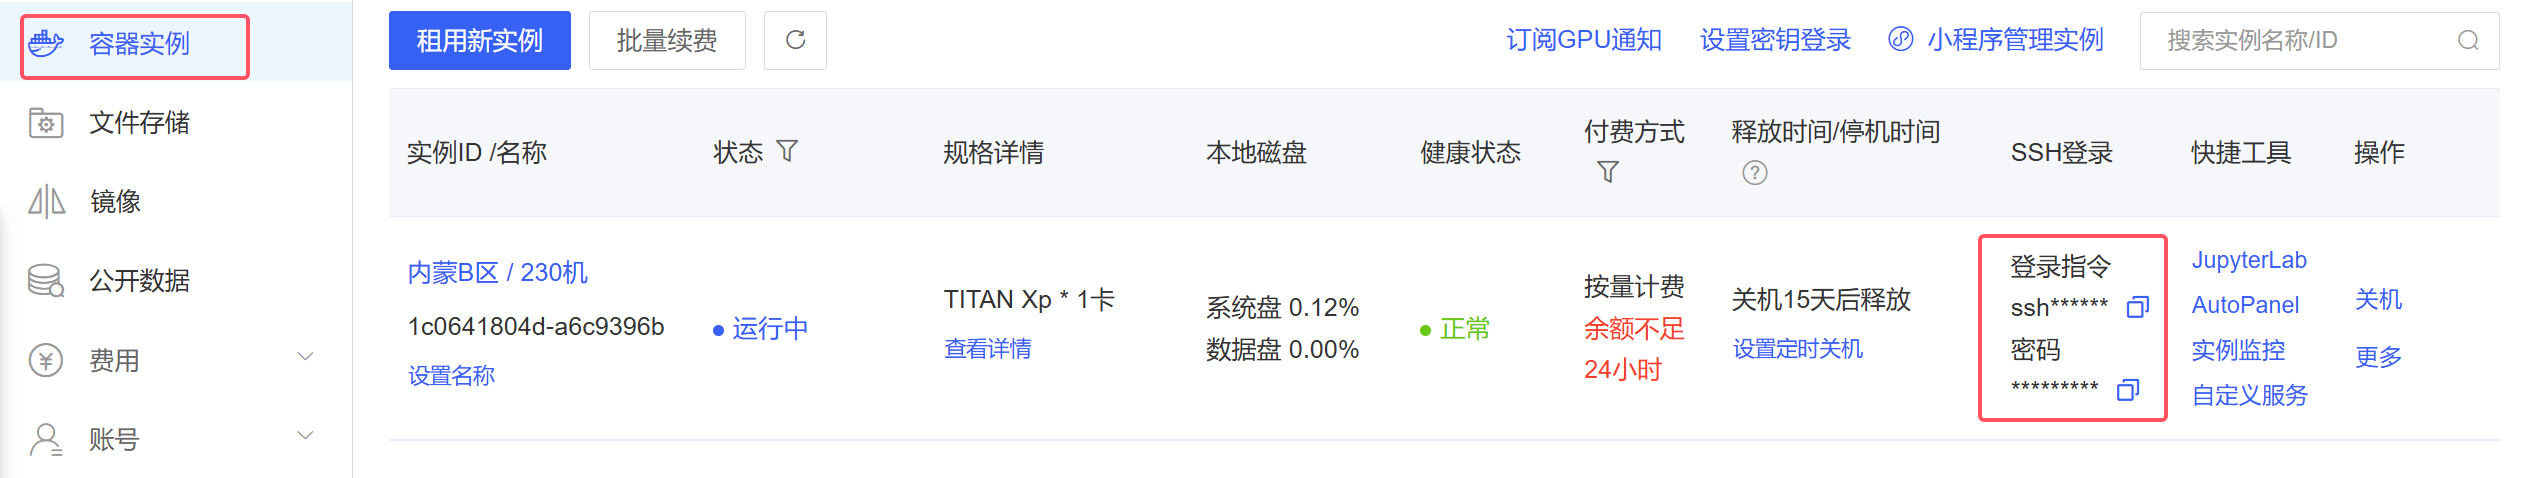 容器实例
文件存储
镜像
公开数据
费用
账号
租用新实例
批量续费
订阅GPU通知
设置密钥登录
小程序管理实例
搜索实例名称/ID
实例ID /名称
状态
规格详情
本地磁盘
健康状态
付费方式
释放时间/停机时间
SSH登录
快捷工具
操作
内蒙B区 / 230机
1c0641804d-a6c9396b
设置名称
运行中
TITAN Xp * 1卡
查看详情
系统盘 0.12%
数据盘 0.00%
正常
按量计费
余额不足
24小时
关机15天后释放
设置定时关机
登录指令
ssh******
密码
*********
JupyterLab
AutoPanel
实例监控
自定义服务
关机
更多